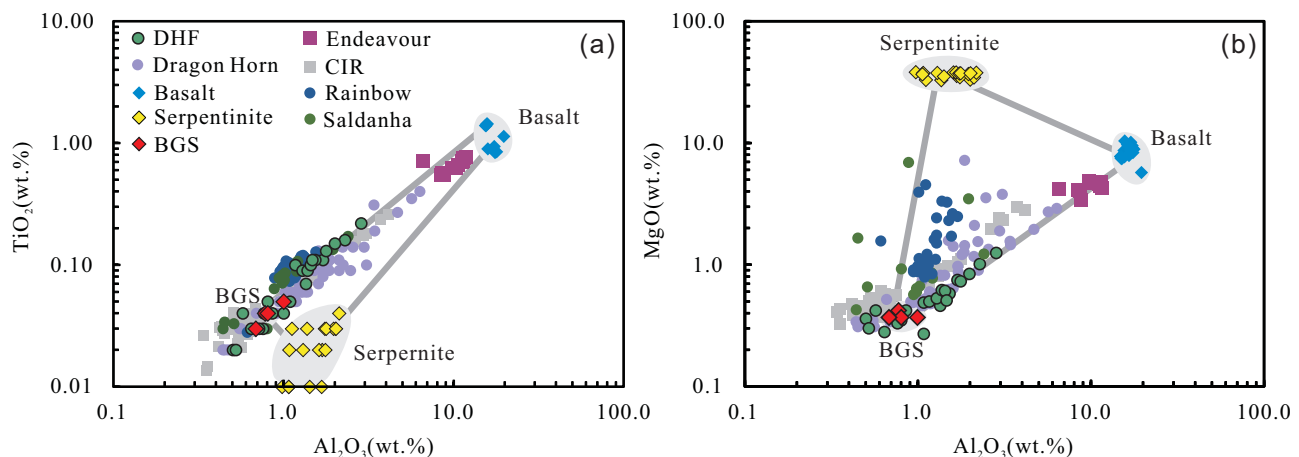 (a)
10.00
1.00
0.10
0.01
TiO₂(wt.%)
DHF
Dragon Horn
Basalt
Serpentinite
BGS
Endeavour
CIR
Rainbow
Saldanha
Basalt
BGS
Serpernite
0.1
1.0
10.0
100.0
Al₂O₃(wt.%)
(b)
100.0
10.0
1.0
0.1
MgO(wt.%)
Serpentinite
Basalt
BGS
0.1
1.0
10.0
100.0
Al₂O₃(wt.%)